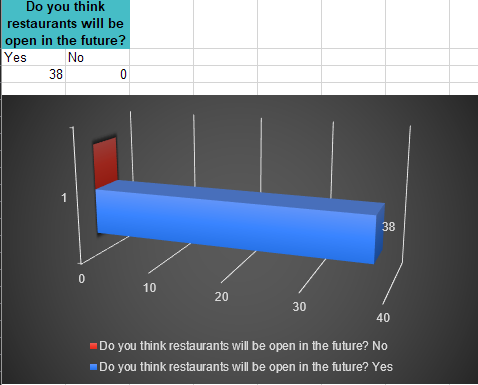 Do you think
restaurants will be
open in the future?
Yes No
38 0
1
38
0
10
20
30
40
Do you think restaurants will be open in the future? No
Do you think restaurants will be open in the future? Yes